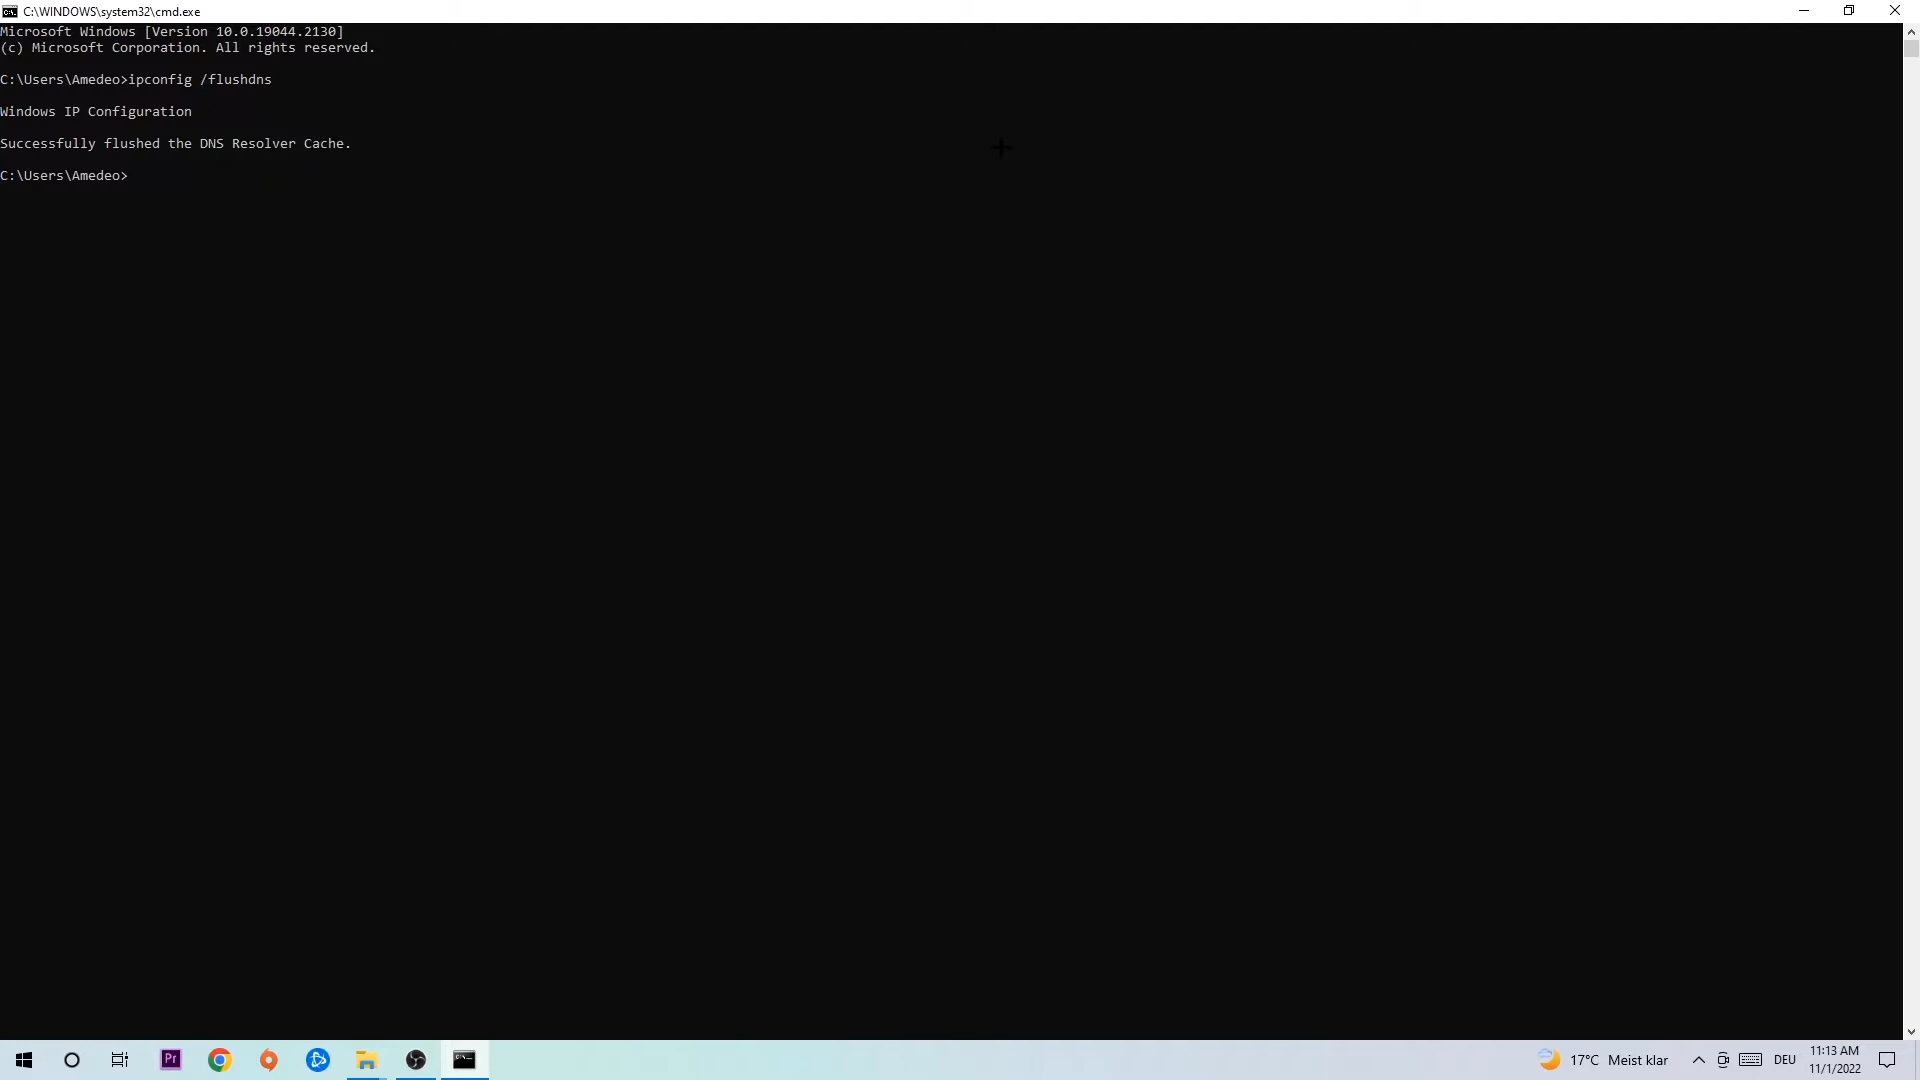 C:\WINDOWS\system32\cmd.exe
Microsoft Windows [Version 10.0.19044.2130]
(c) Microsoft Corporation. All rights reserved.
C:\Users\Amedeo>ipconfig /flushdns
Windows IP Configuration
Successfully flushed the DNS Resolver Cache.
C:\Users\Amedeo>
Pr
17°C Meist klar
DEU
11:13 AM
11/1/2022